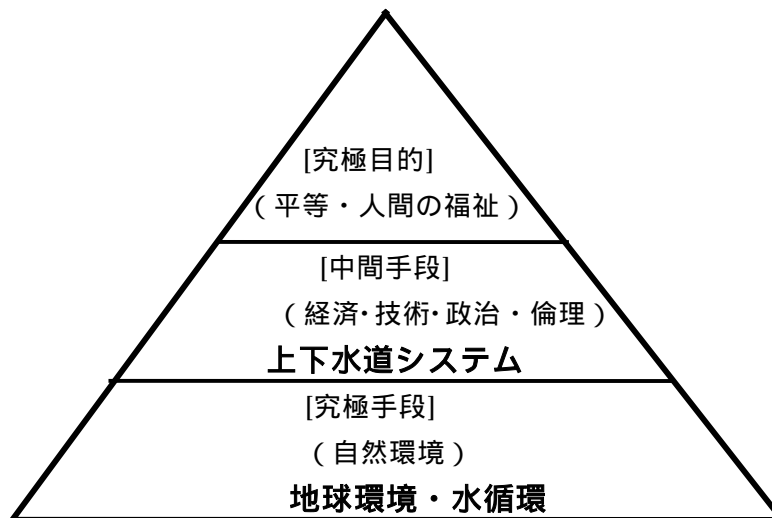 [究極目的]
（平等・人間の福祉）
[中間手段]
（経済･技術･政治・倫理）
上下水道システム
[究極手段]
（自然環境）
地球環境・水循環